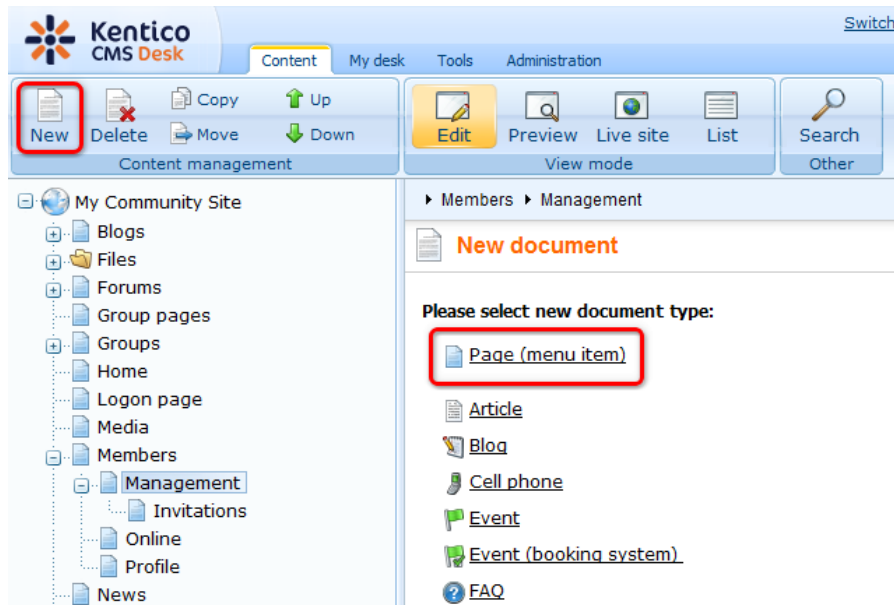 Kentico
CMS Desk
Content My desk Tools Administration
Switch
New Delete Copy Move Up Down
Content management
Edit Preview Live site List
View mode
Search
Other
My Community Site
Blogs
Files
Forums
Group pages
Groups
Home
Logon page
Media
Members
Management
Invitations
Online
Profile
News
Members Management
New document
Please select new document type:
Page (menu item)
Article
Blog
Cell phone
Event
Event (booking system)
FAQ